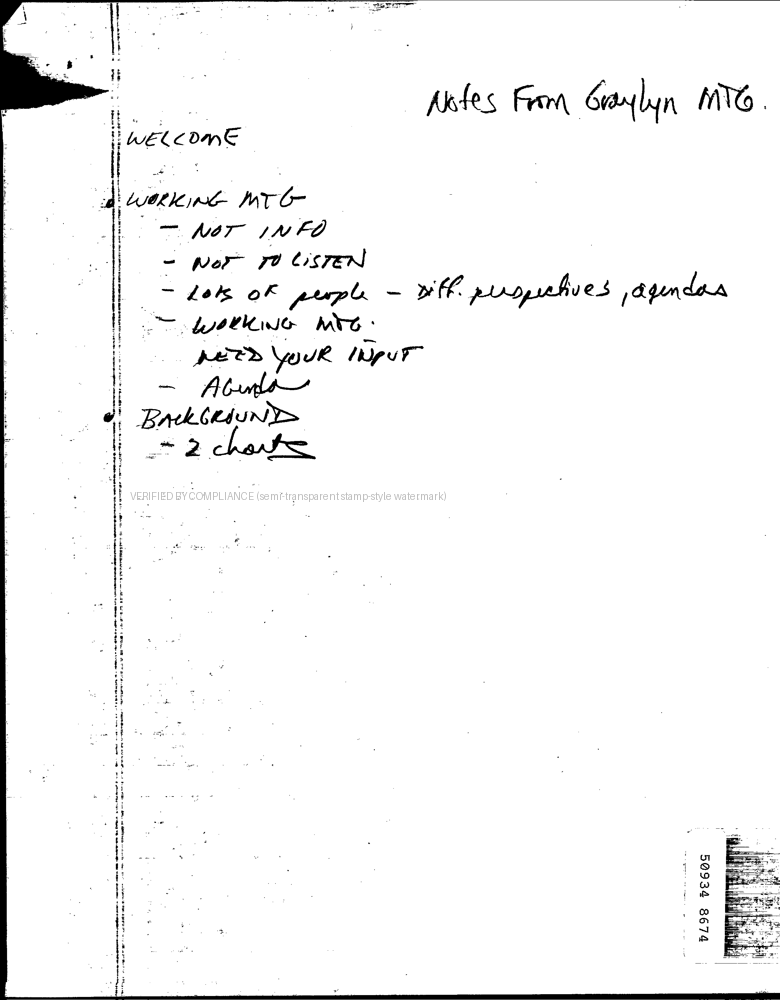 Notes From Graylyn MTG.
WELCOME
• WORKING MTG
- NOT INFO
- NOT TO LISTEN
- Lots OF people - Diff. perspectives, agendas
- WORKING MTG.
NEED YOUR INPUT
- Agenda
• BACKGROUND
- 2 charts
VERIFIED BY COMPLIANCE (semi-transparent stamp-style watermark)
50934 8674